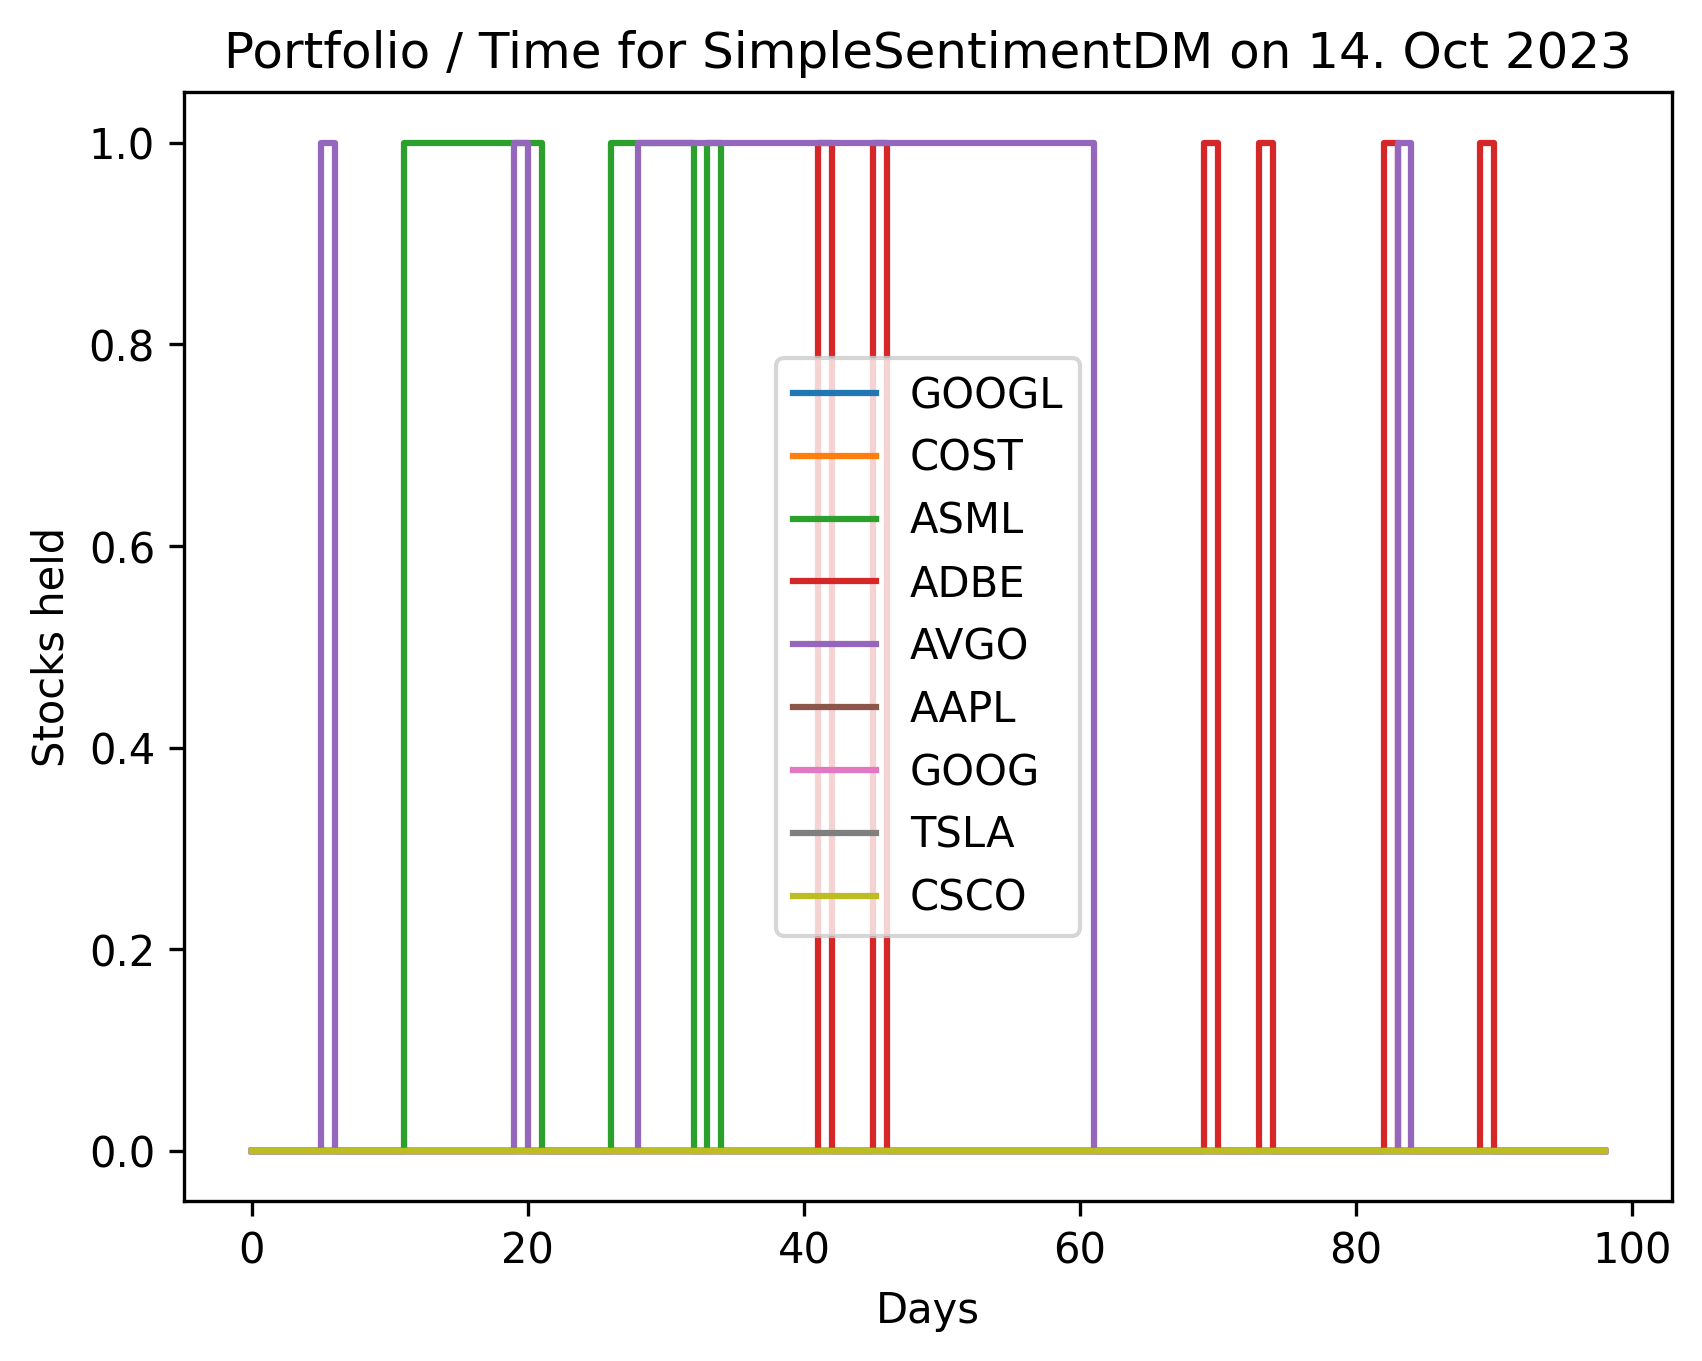 Portfolio / Time for SimpleSentimentDM on 14. Oct 2023
1.0
0.8
0.6
0.4
0.2
0.0
Stocks held
GOOGL
COST
ASML
ADBE
AVGO
AAPL
GOOG
TSLA
CSCO
0 20 40 60 80 100
Days